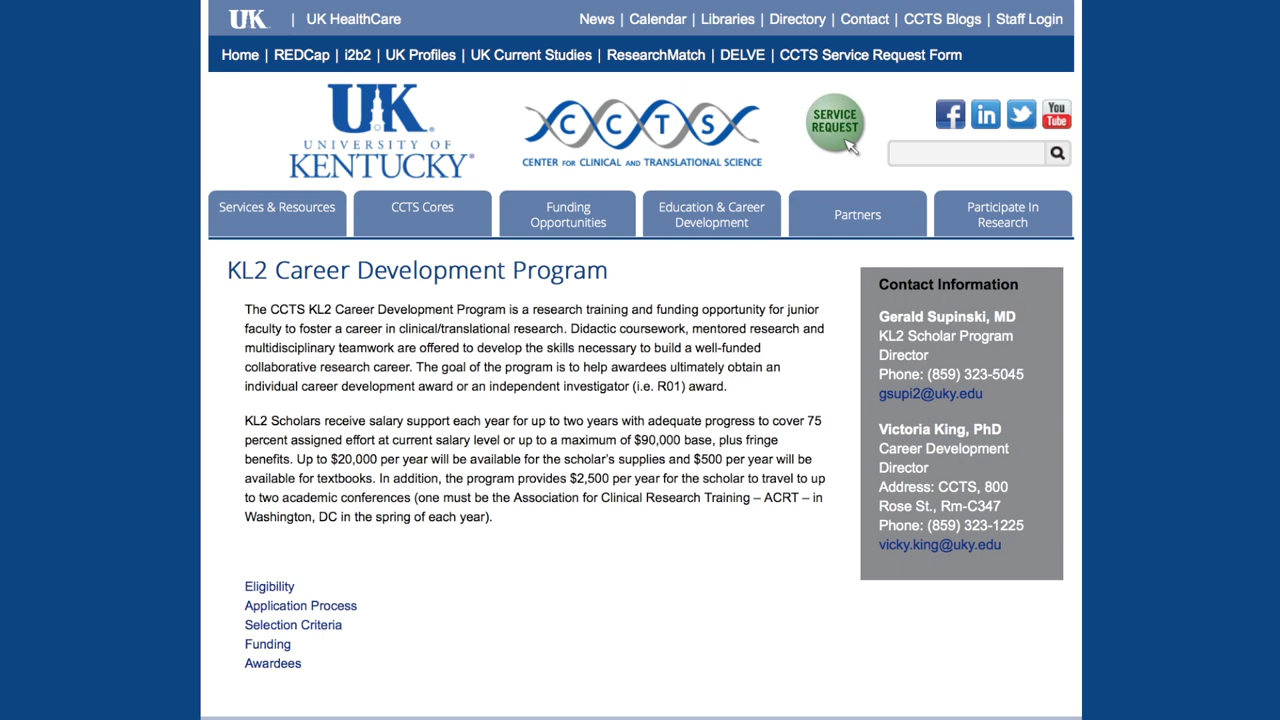 UK | UK HealthCare
News | Calendar | Libraries | Directory | Contact | CCTS Blogs | Staff Login
Home | REDCap | i2b2 | UK Profiles | UK Current Studies | ResearchMatch | DELVE | CCTS Service Request Form
UK
UNIVERSITY OF
KENTUCKY®
CCTS
CENTER FOR CLINICAL AND TRANSLATIONAL SCIENCE
SERVICE
REQUEST
f
in
You
Tube
Services & Resources
CCTS Cores
Funding
Opportunities
Education & Career
Development
Partners
Participate In
Research
KL2 Career Development Program
The CCTS KL2 Career Development Program is a research training and funding opportunity for junior
faculty to foster a career in clinical/translational research. Didactic coursework, mentored research and
multidisciplinary teamwork are offered to develop the skills necessary to build a well-funded
collaborative research career. The goal of the program is to help awardees ultimately obtain an
individual career development award or an independent investigator (i.e. R01) award.
KL2 Scholars receive salary support each year for up to two years with adequate progress to cover 75
percent assigned effort at current salary level or up to a maximum of $90,000 base, plus fringe
benefits. Up to $20,000 per year will be available for the scholar's supplies and $500 per year will be
available for textbooks. In addition, the program provides $2,500 per year for the scholar to travel to up
to two academic conferences (one must be the Association for Clinical Research Training – ACRT – in
Washington, DC in the spring of each year).
Eligibility
Application Process
Selection Criteria
Funding
Awardees
Contact Information
Gerald Supinski, MD
KL2 Scholar Program
Director
Phone: (859) 323-5045
gsupi2@uky.edu
Victoria King, PhD
Career Development
Director
Address: CCTS, 800
Rose St., Rm-C347
Phone: (859) 323-1225
vicky.king@uky.edu